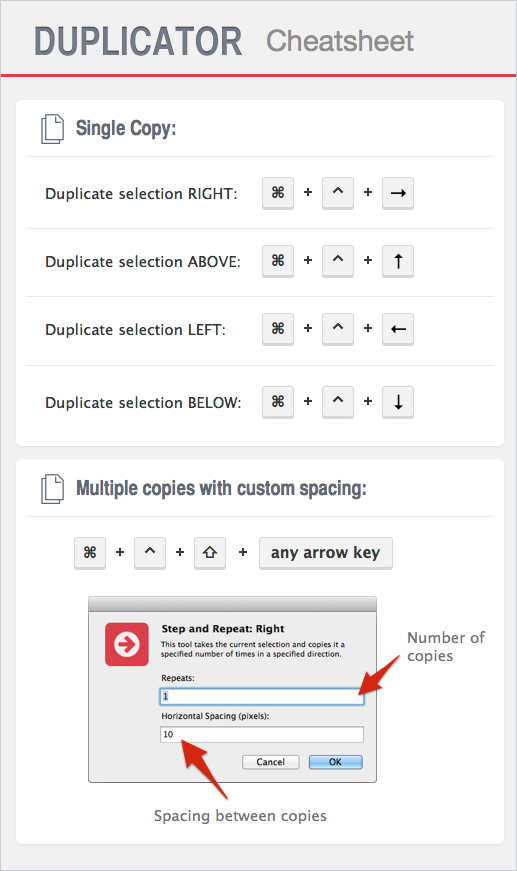 DUPLICATOR Cheatsheet
Single Copy:
Duplicate selection RIGHT: ⌘ + ^ + →
Duplicate selection ABOVE: ⌘ + ^ + ↑
Duplicate selection LEFT: ⌘ + ^ + ←
Duplicate selection BELOW: ⌘ + ^ + ↓
Multiple copies with custom spacing:
⌘ + ^ + ⇧ + any arrow key
Step and Repeat: Right
This tool takes the current selection and copies it a
specified number of times in a specified direction.
Repeats:
1
Horizontal Spacing (pixels):
10
Cancel OK
Number of
copies
Spacing between copies